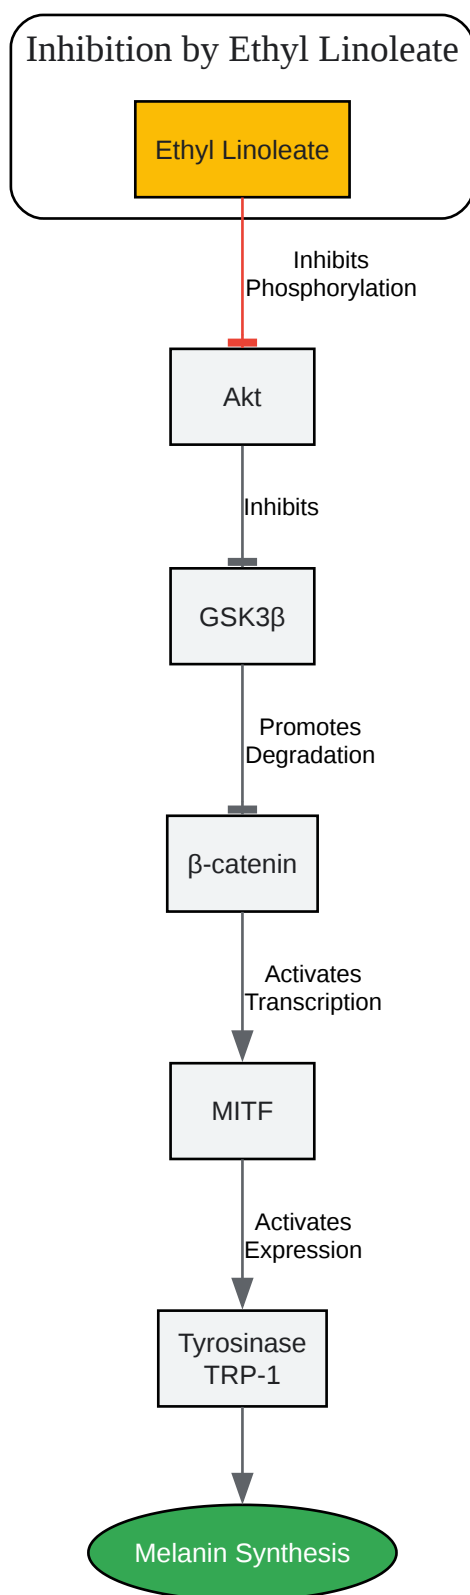 Inhibition by Ethyl Linoleate
Ethyl Linoleate
Inhibits
Phosphorylation
Akt
Inhibits
GSK3β
Promotes
Degradation
β-catenin
Activates
Transcription
MITF
Activates
Expression
Tyrosinase
TRP-1
Melanin Synthesis